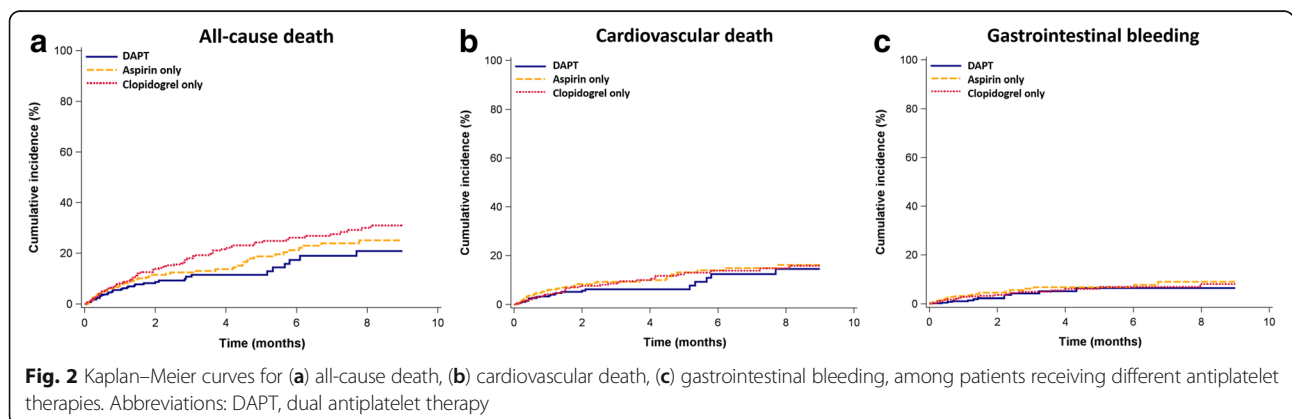 a
All-cause death
DAPT
Aspirin only
Clopidogrel only
Cumulative incidence (%)
100
80
60
40
20
0
0 2 4 6 8 10
Time (months)
b
Cardiovascular death
DAPT
Aspirin only
Clopidogrel only
Cumulative incidence (%)
100
80
60
40
20
0
0 2 4 6 8 10
Time (months)
c
Gastrointestinal bleeding
DAPT
Aspirin only
Clopidogrel only
Cumulative incidence (%)
100
80
60
40
20
0
0 2 4 6 8 10
Time (months)
Fig. 2 Kaplan–Meier curves for (a) all-cause death, (b) cardiovascular death, (c) gastrointestinal bleeding, among patients receiving different antiplatelet
therapies. Abbreviations: DAPT, dual antiplatelet therapy